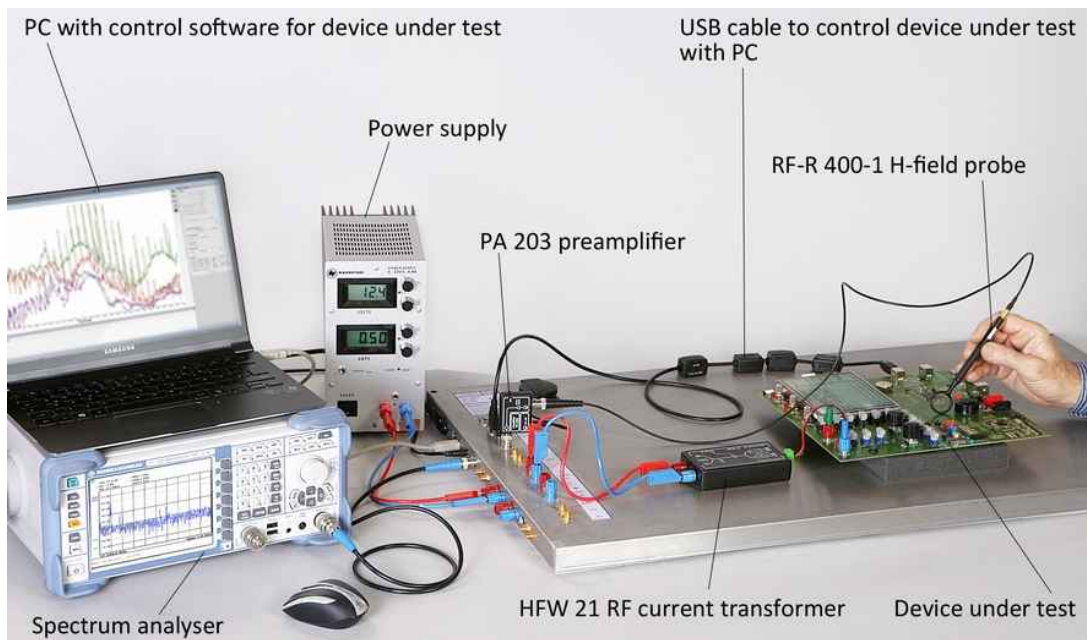 PC with control software for device under test
USB cable to control device under test
with PC
Power supply
RF-R 400-1 H-field probe
PA 203 preamplifier
12.4
VOLTS
0.50
AMPS
SAMSUNG
HFW 21 RF current transformer
Device under test
Spectrum analyser